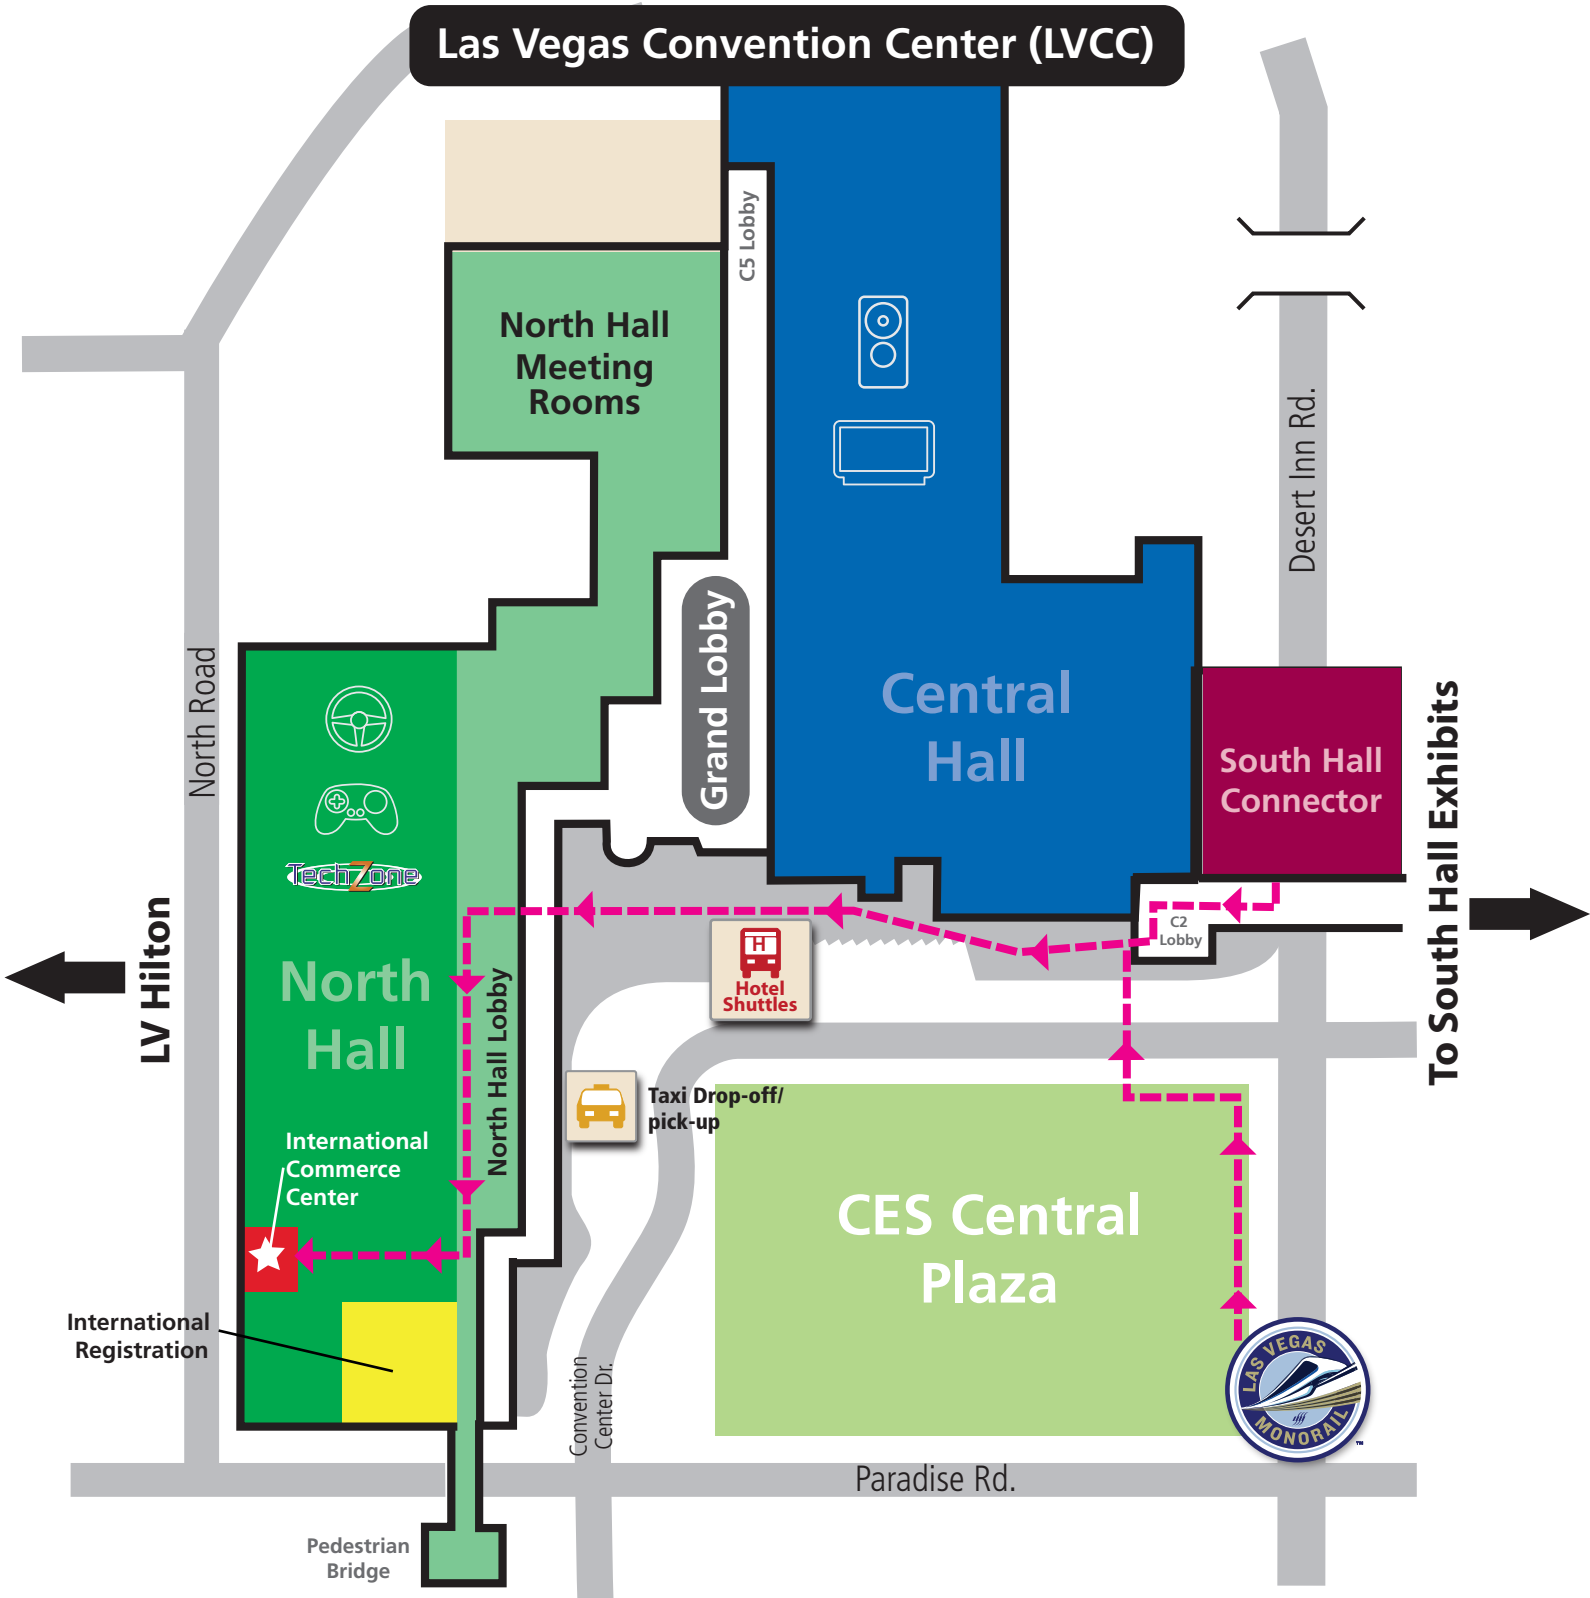 Las Vegas Convention Center (LVCC)
C5 Lobby
North Hall
Meeting
Rooms
Desert Inn Rd.
Grand Lobby
North Road
Central
Hall
South Hall
Connector
To South Hall Exhibits
TechZone
LV Hilton
North
Hall
North Hall Lobby
C2
Lobby
H
Hotel
Shuttles
Taxi Drop-off/
pick-up
International
Commerce
Center
CES Central
Plaza
International
Registration
LAS VEGAS
MONORAIL
TM
Convention
Center Dr.
Paradise Rd.
Pedestrian
Bridge